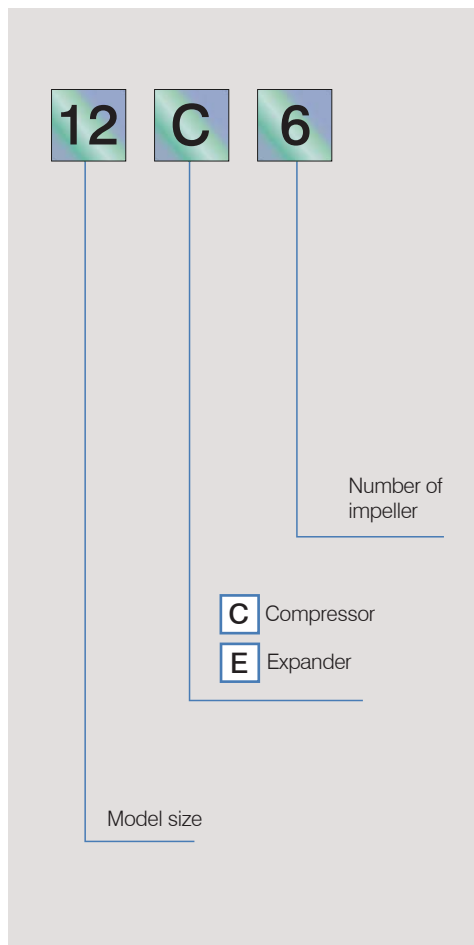 12 C 6
Number of
impeller
C Compressor
E Expander
Model size